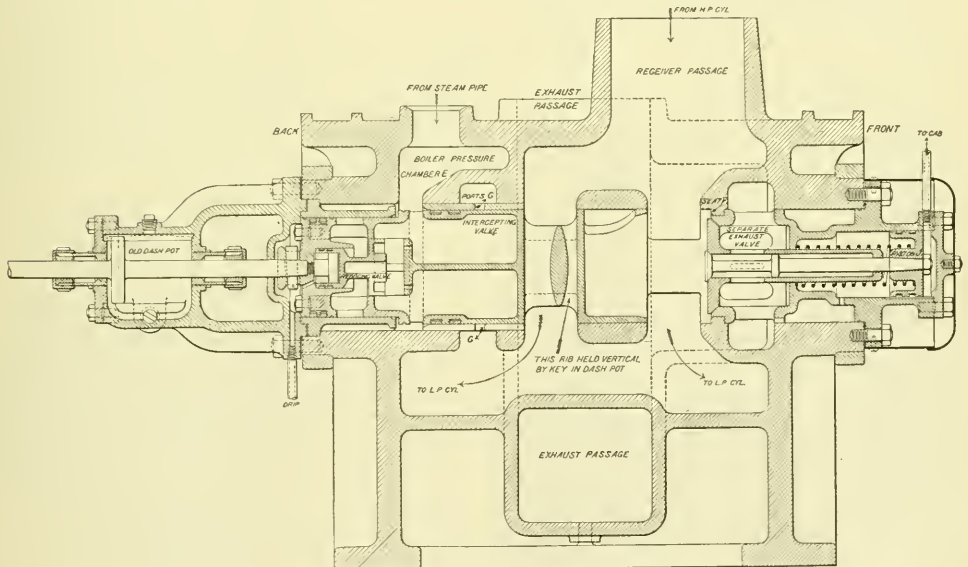 FROM H P CYL
RECEIVER PASSAGE
FROM STEAM PIPE
EXHAUST
PASSAGE
BACK
FRONT
TO CAB
BOILER PRESSURE
CHAMBER E
PORTS G
INTERCEPTING
VALVE
SEAT F
SEPARATE
EXHAUST
VALVE
PISTON J
OLD DASH POT
VALVE
G
THIS RIB HELD VERTICAL
BY KEY IN DASH POT
TO L.P CYL
TO L.P CYL
DRIP
EXHAUST PASSAGE